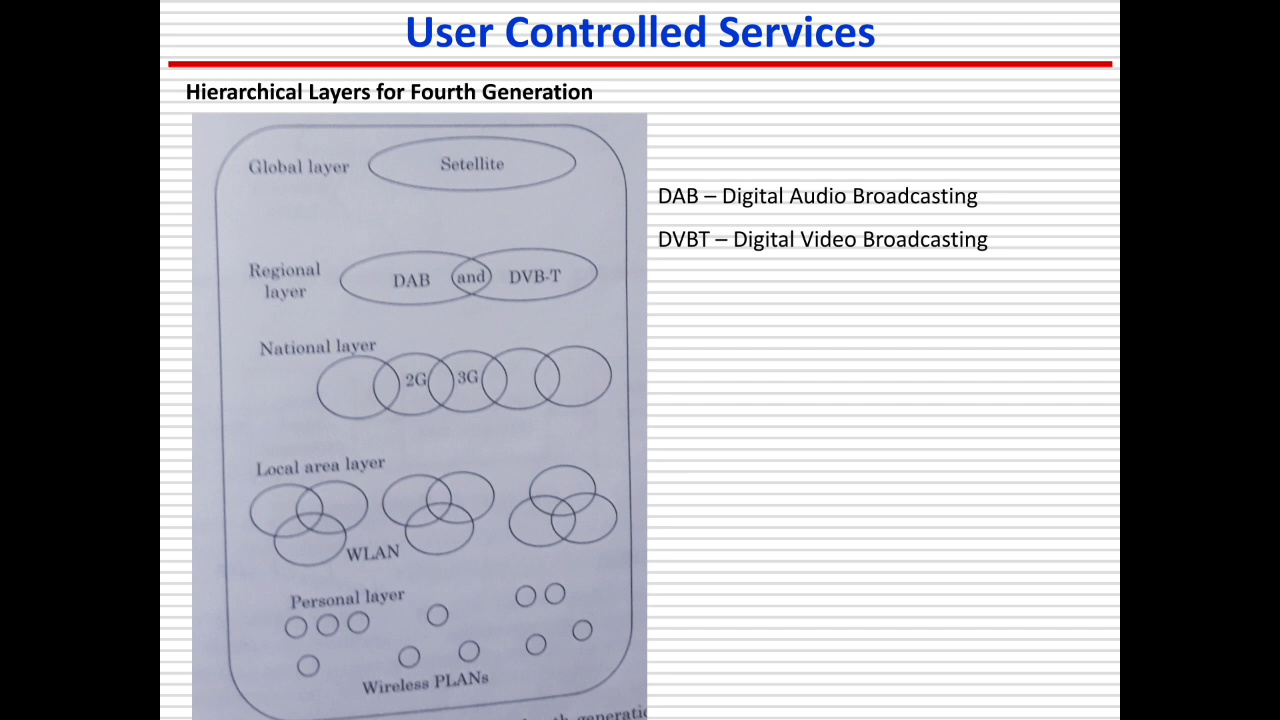 User Controlled Services
Hierarchical Layers for Fourth Generation
Global layer
Setellite
Regional
layer
DAB
and
DVB-T
National layer
2G
3G
Local area layer
WLAN
Personal layer
Wireless PLANs
DAB – Digital Audio Broadcasting
DVBT – Digital Video Broadcasting